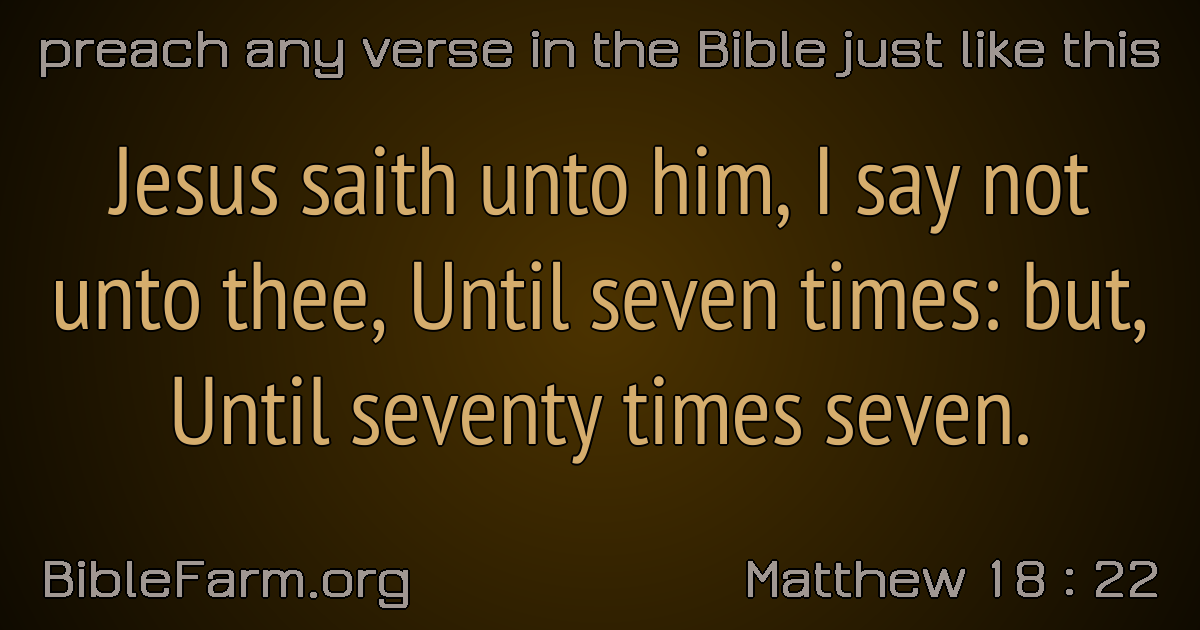 preach any verse in the Bible just like this
Jesus saith unto him, I say not
unto thee, Until seven times: but,
Until seventy times seven.
BibleFarm.org
Matthew 18 : 22